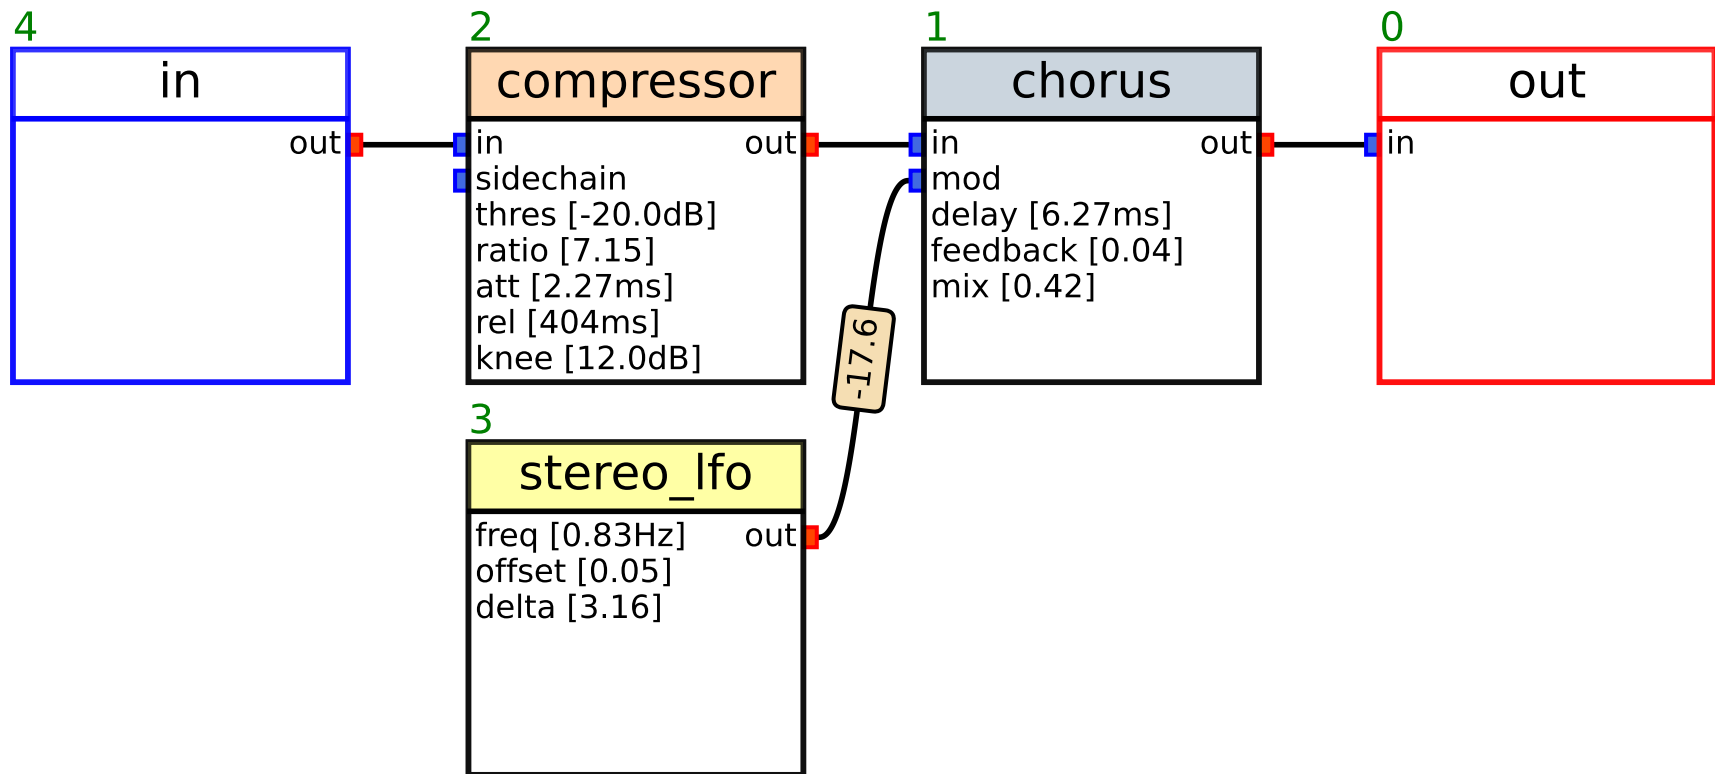 4
in
out
2
compressor
in
out
sidechain
thres [-20.0dB]
ratio [7.15]
att [2.27ms]
rel [404ms]
knee [12.0dB]
3
stereo_lfo
freq [0.83Hz]
out
offset [0.05]
delta [3.16]
-17.6
1
chorus
in
out
mod
delay [6.27ms]
feedback [0.04]
mix [0.42]
0
out
in